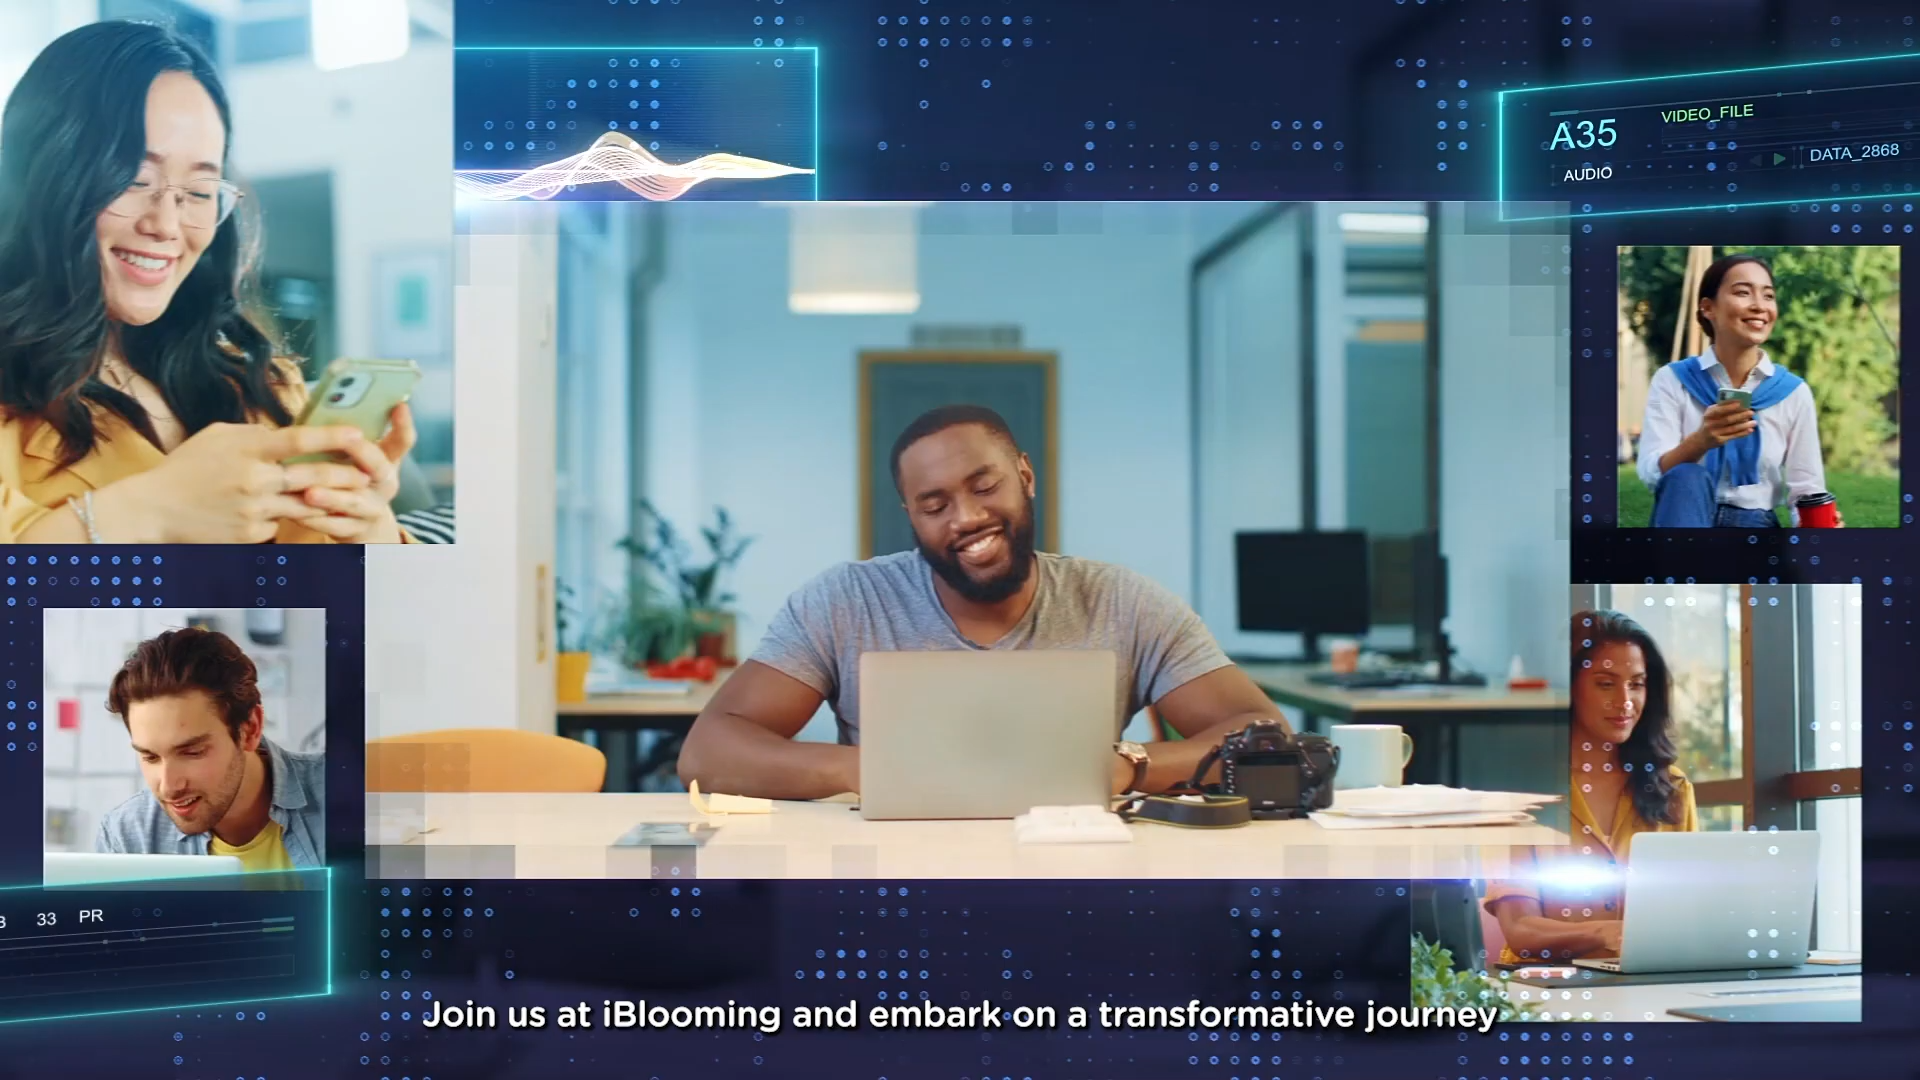 A35
VIDEO_FILE
DATA_2868
AUDIO
33 PR
Join us at iBlooming and embark on a transformative journey